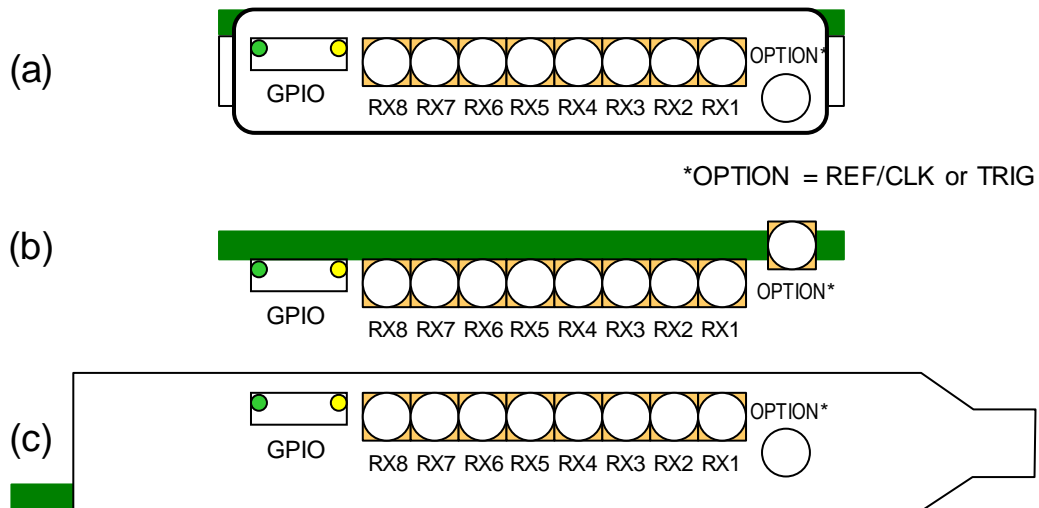 (a)
OPTION*
GPIO
RX8 RX7 RX6 RX5 RX4 RX3 RX2 RX1
*OPTION = REF/CLK or TRIG
(b)
OPTION*
GPIO
RX8 RX7 RX6 RX5 RX4 RX3 RX2 RX1
(c)
OPTION*
GPIO
RX8 RX7 RX6 RX5 RX4 RX3 RX2 RX1